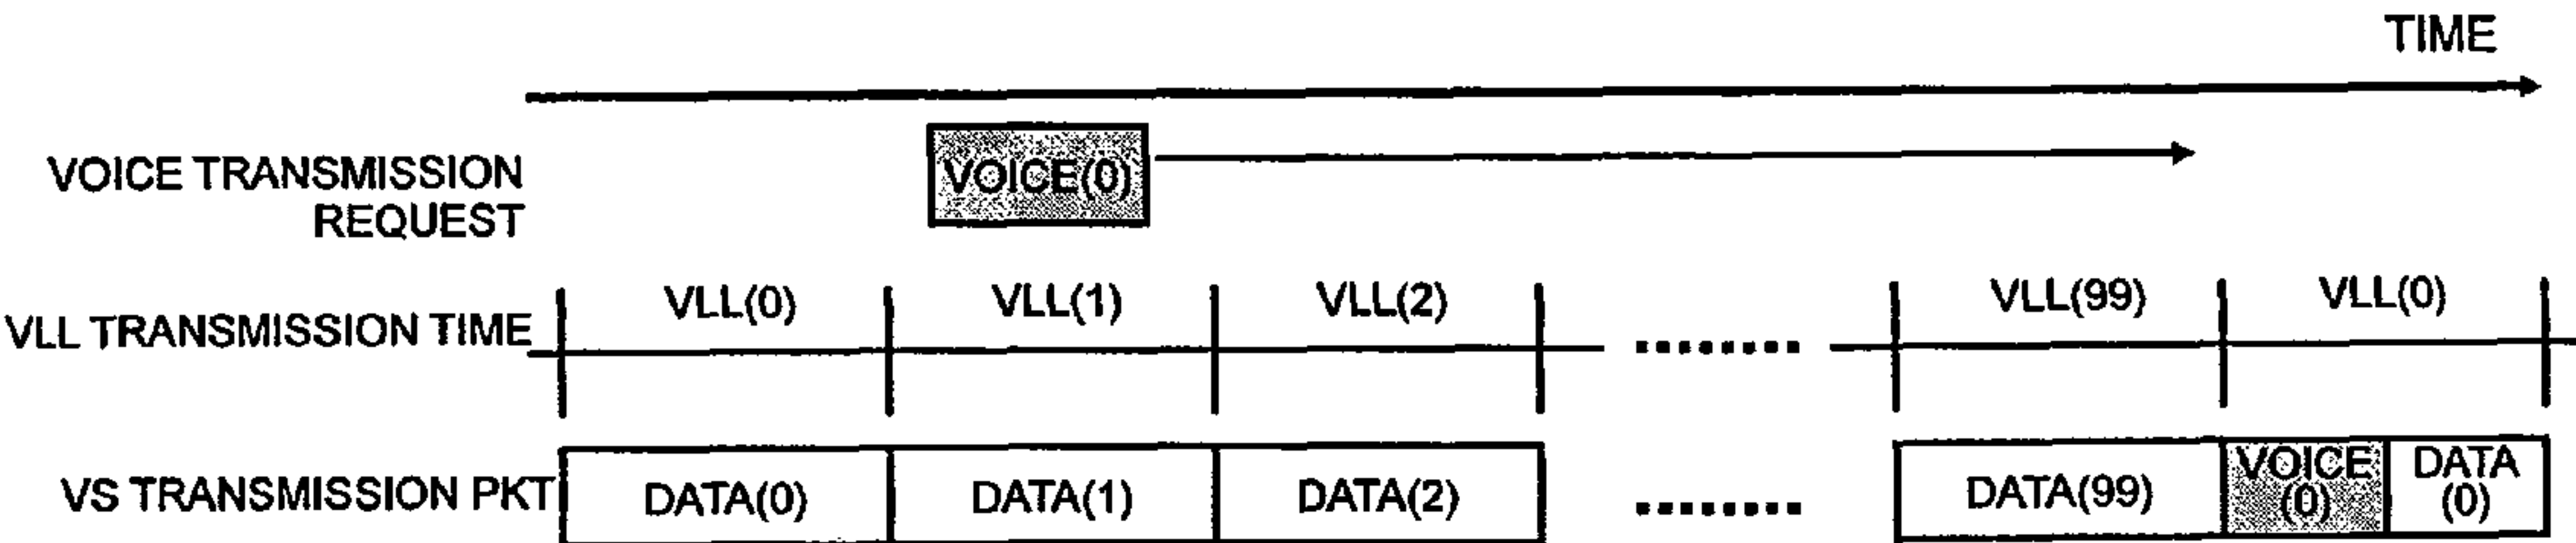 TIME
VOICE TRANSMISSION
REQUEST
VOICE(0)
VLL TRANSMISSION TIME
VLL(0) VLL(1) VLL(2) ........ VLL(99) VLL(0)
VS TRANSMISSION PKT
DATA(0) DATA(1) DATA(2) ........ DATA(99) VOICE
(0) DATA
(0)